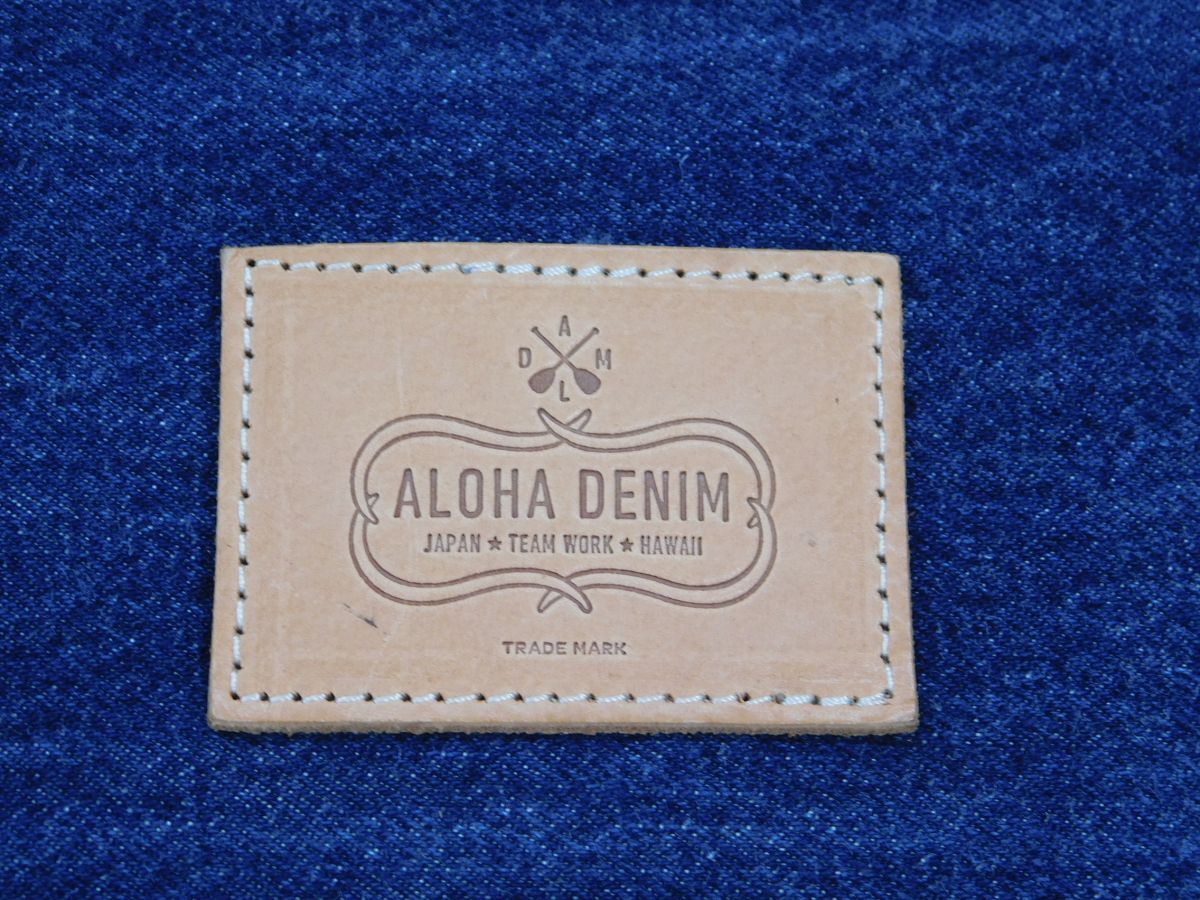 A
D M
L
ALOHA DENIM
JAPAN ★ TEAM WORK ★ HAWAII
TRADE MARK